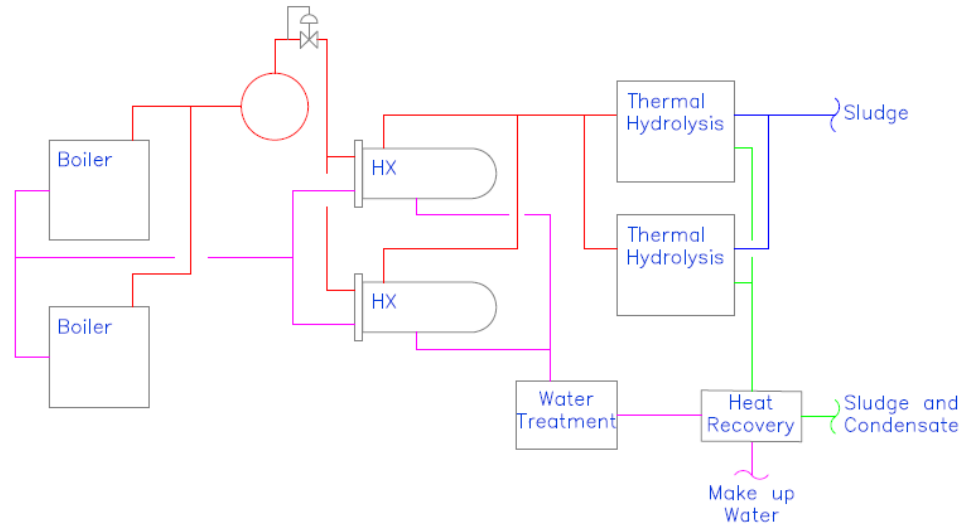 Thermal
Hydrolysis
Sludge
Boiler
HX
Thermal
Hydrolysis
HX
Boiler
Water
Treatment
Heat
Recovery
Sludge and
Condensate
Make up
Water